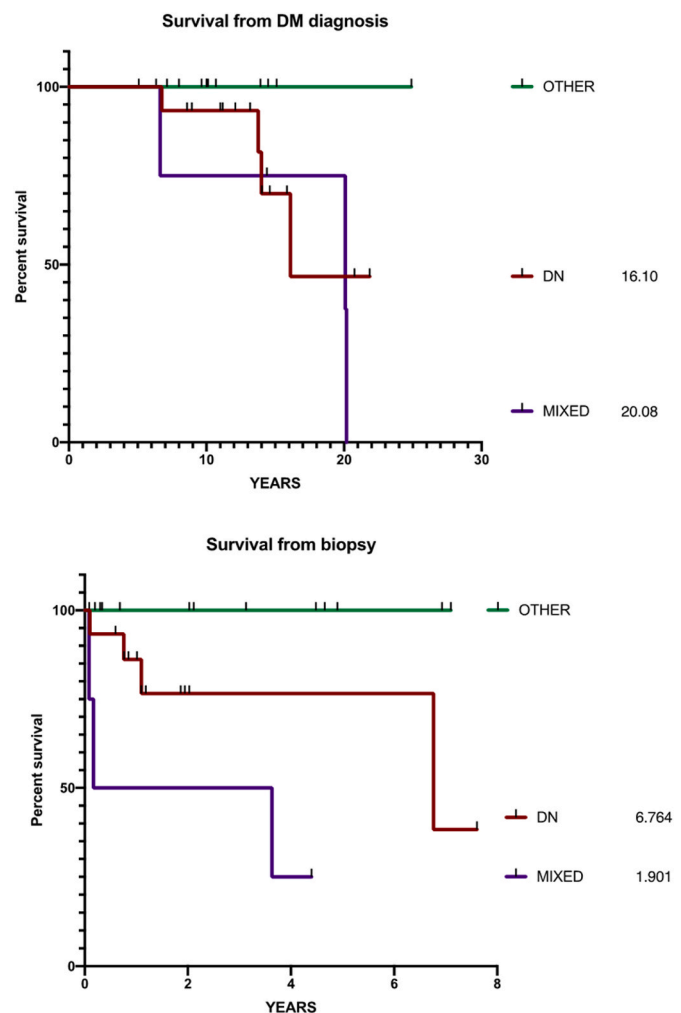 Survival from DM diagnosis
Percent survival
100
50
0
0 10 20 30
YEARS
OTHER
DN 16.10
MIXED 20.08
Survival from biopsy
Percent survival
100
50
0
0 2 4 6 8
YEARS
OTHER
DN 6.764
MIXED 1.901